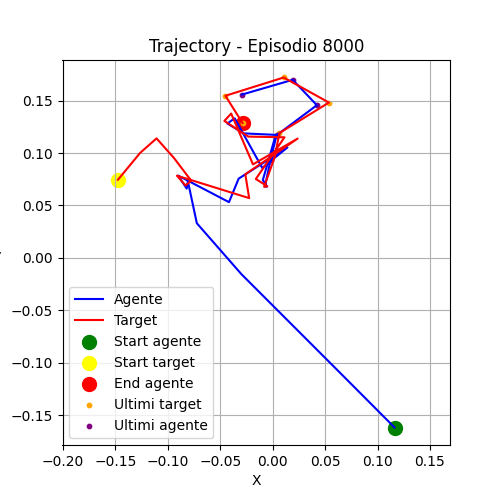 Trajectory - Episodio 8000
0.15
0.10
0.05
0.00
−0.05
−0.10
−0.15
Agente
Target
Start agente
Start target
End agente
Ultimi target
Ultimi agente
−0.20 −0.15 −0.10 −0.05 0.00 0.05 0.10 0.15
X